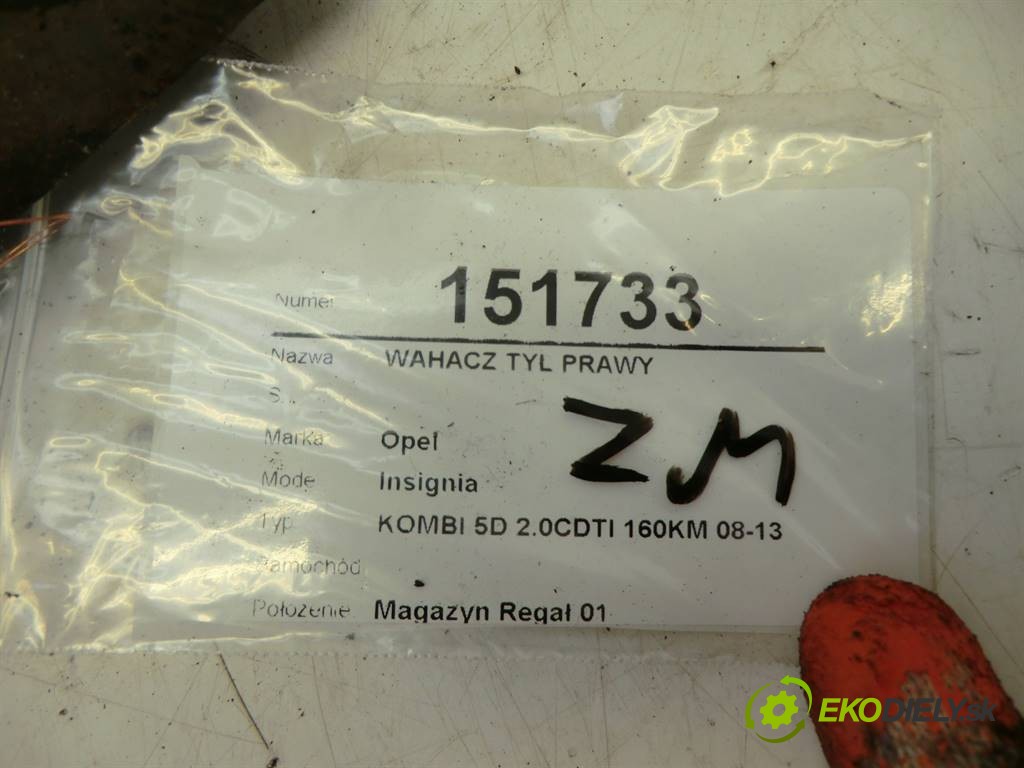 Numer 151733
Nazwa WAHACZ TYL PRAWY
Marka Opel
ZM
Mode Insignia
Typ KOMBI 5D 2.0CDTI 160KM 08-13
Samochód
Położenie Magazyn Regał 01
EKODIELY.sk